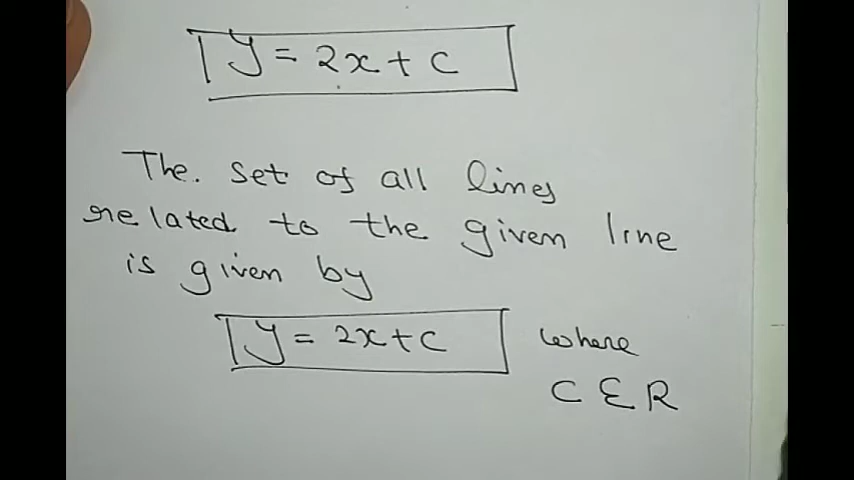 y = 2x + c
The. set of all lines
related to the given line
is given by
y = 2x + c where
C ∈ R